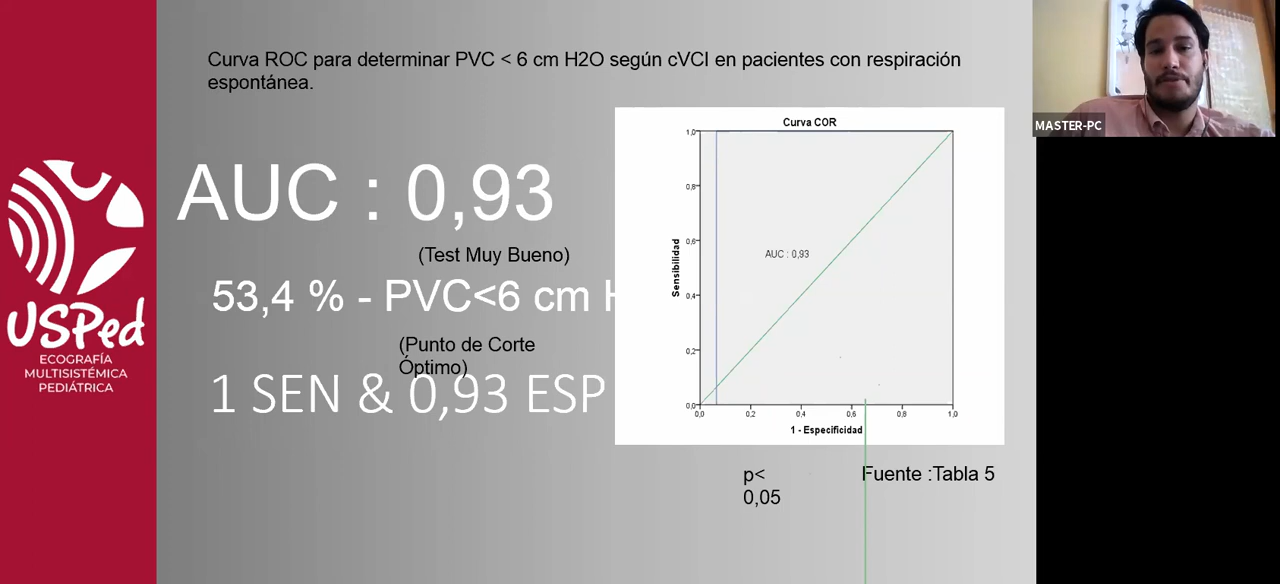 Curva ROC para determinar PVC < 6 cm H2O según cVCI en pacientes con respiración
espontánea.
AUC : 0,93
(Test Muy Bueno)
53,4 % - PVC<6 cm H
(Punto de Corte
Óptimo)
1 SEN & 0,93 ESP
USPed
ECOGRAFÍA
MULTISISTÉMICA
PEDIÁTRICA
Curva COR
1,0
0,8
0,6
0,4
0,2
0,0
Sensibilidad
AUC : 0,93
0,0 0,2 0,4 0,6 0,8 1,0
1 - Especificidad
p<
0,05
Fuente :Tabla 5
MASTER-PC